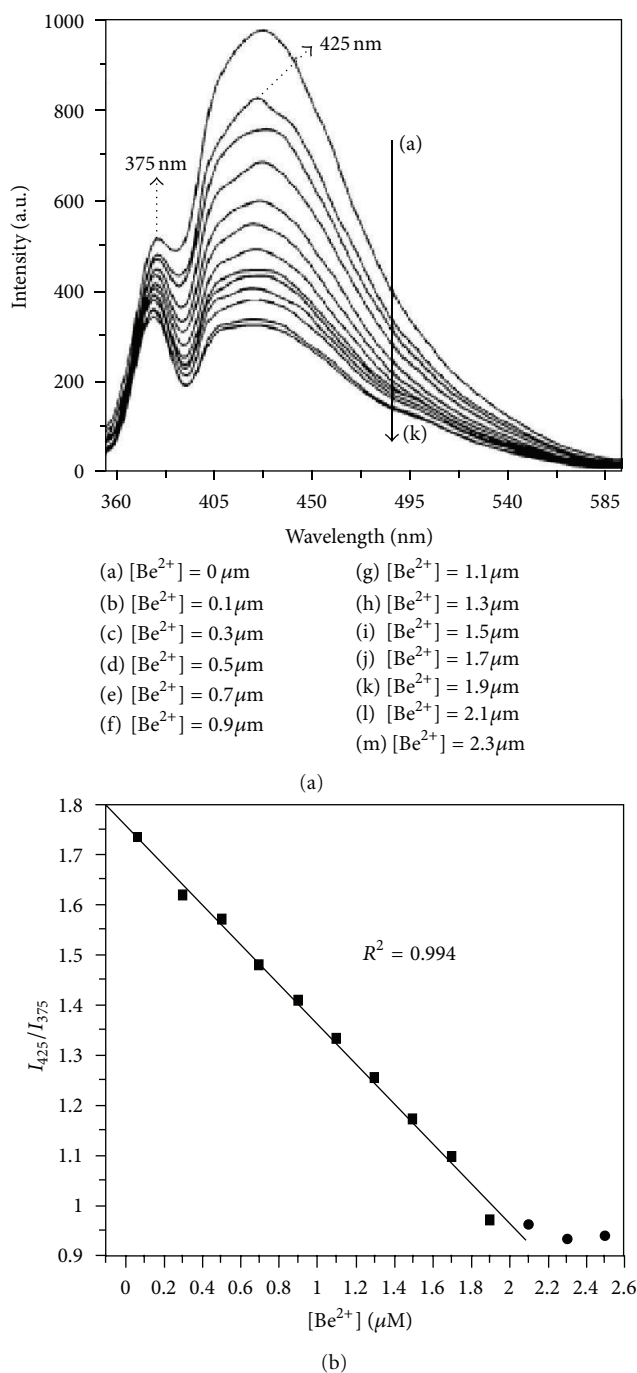 1000
800
600
400
200
0
Intensity (a.u.)
375 nm
425 nm
(a)
(k)
360 405 450 495 540 585
Wavelength (nm)
(a) [Be²⁺] = 0 μm
(b) [Be²⁺] = 0.1μm
(c) [Be²⁺] = 0.3μm
(d) [Be²⁺] = 0.5μm
(e) [Be²⁺] = 0.7μm
(f) [Be²⁺] = 0.9μm
(g) [Be²⁺] = 1.1μm
(h) [Be²⁺] = 1.3μm
(i) [Be²⁺] = 1.5μm
(j) [Be²⁺] = 1.7μm
(k) [Be²⁺] = 1.9μm
(l) [Be²⁺] = 2.1μm
(m) [Be²⁺] = 2.3μm
(a)
1.8
1.7
1.6
1.5
1.4
1.3
1.2
1.1
1
0.9
I₄₂₅/I₃₇₅
R² = 0.994
0 0.2 0.4 0.6 0.8 1 1.2 1.4 1.6 1.8 2 2.2 2.4 2.6
[Be²⁺] (μM)
(b)